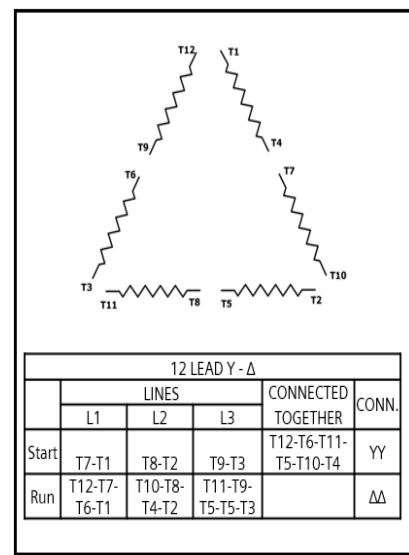 T12 T1
T9 T4
T6 T7
T3 T10
T11 T8 T5 T2
12 LEAD Y - Δ
LINES CONNECTED TOGETHER CONN.
L1 L2 L3
Start T7-T1 T8-T2 T9-T3 T12-T6-T11-T5-T10-T4 YY
Run T12-T7-T6-T1 T10-T8-T4-T2 T11-T9-T5-T5-T3 ΔΔ